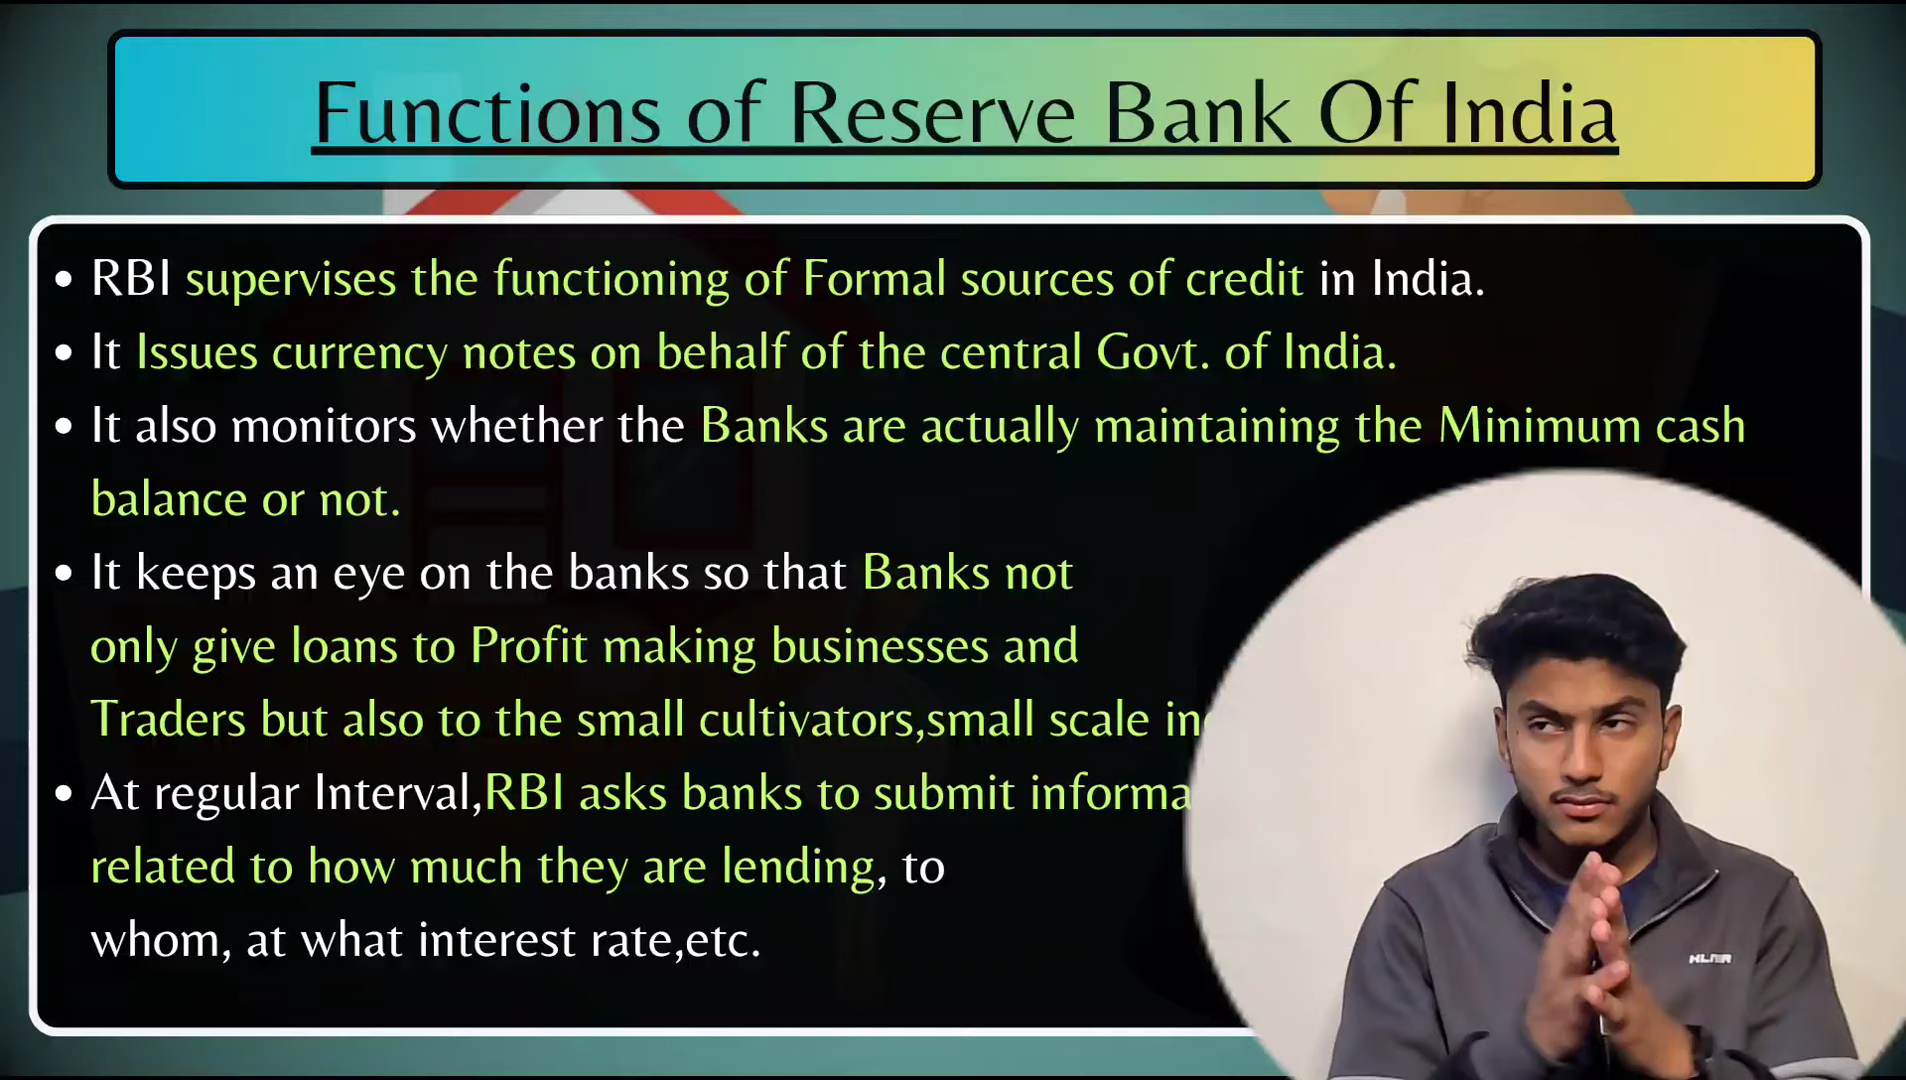 Functions of Reserve Bank Of India
• RBI supervises the functioning of Formal sources of credit in India.
• It Issues currency notes on behalf of the central Govt. of India.
• It also monitors whether the Banks are actually maintaining the Minimum cash
balance or not.
• It keeps an eye on the banks so that Banks not
only give loans to Profit making businesses and
Traders but also to the small cultivators,small scale
• At regular Interval,RBI asks banks to submit
related to how much they are lending, to
whom, at what interest rate,etc.